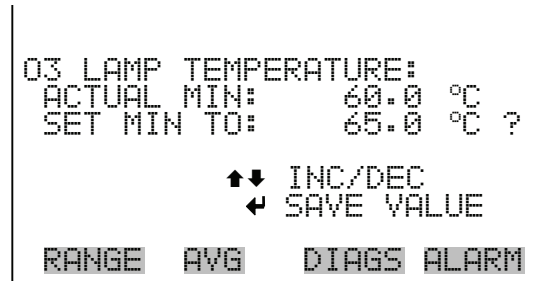 O3 LAMP TEMPERATURE:
ACTUAL MIN: 60.0 °C
SET MIN TO: 65.0 °C ?
⬆⬇ INC/DEC
↵ SAVE VALUE
RANGE AVG DIAGS ALARM